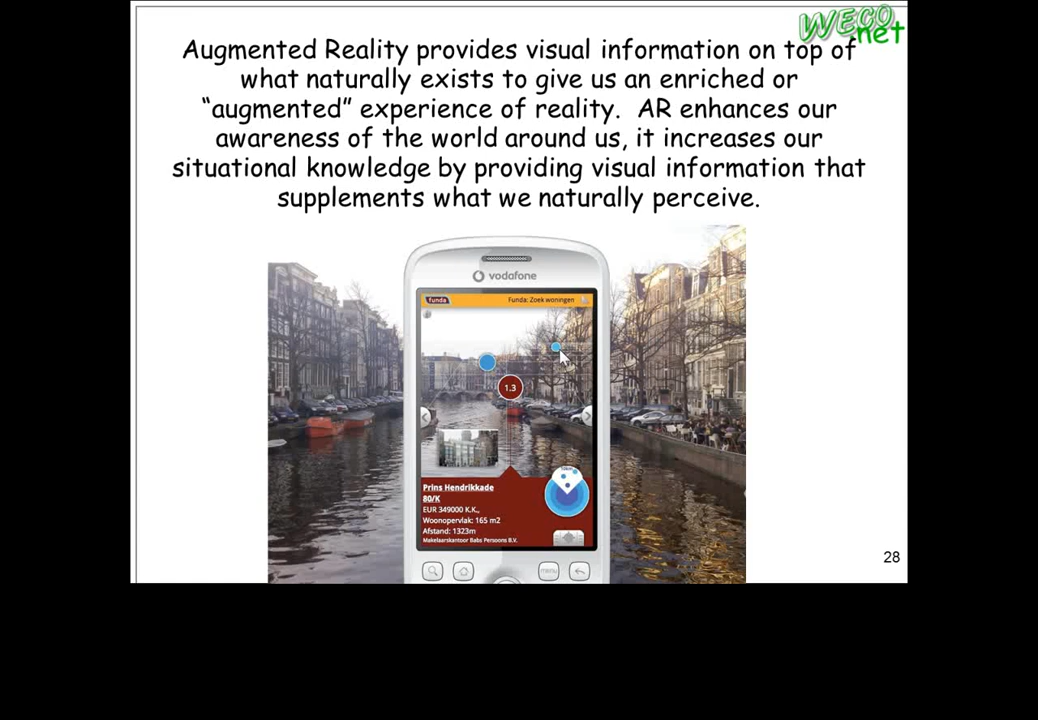 WECO
net
Augmented Reality provides visual information on top of
what naturally exists to give us an enriched or
“augmented” experience of reality.  AR enhances our
awareness of the world around us, it increases our
situational knowledge by providing visual information that
supplements what we naturally perceive.
vodafone
funda
Funda: Zoek woningen
1.3
Prins Hendrikkade
80/K
EUR 349000 K.K.,
Woonopervlak: 165 m2
Afstand: 1323m
Makelaarskantoor Babs Persoons B.V.
menu
28